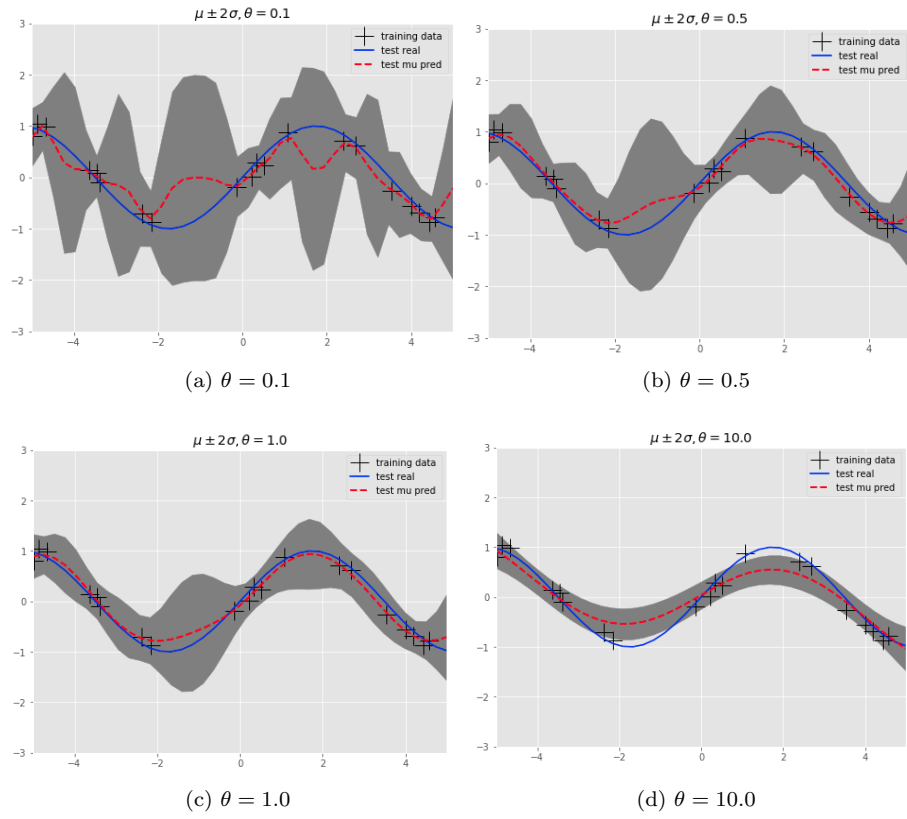 μ ± 2σ, θ = 0.1
training data
test real
test mu pred
3
2
1
0
−1
−2
−3
−4
−2
0
2
4
(a) θ = 0.1
μ ± 2σ, θ = 0.5
training data
test real
test mu pred
3
2
1
0
−1
−2
−3
−4
−2
0
2
4
(b) θ = 0.5
μ ± 2σ, θ = 1.0
training data
test real
test mu pred
3
2
1
0
−1
−2
−3
−4
−2
0
2
4
(c) θ = 1.0
μ ± 2σ, θ = 10.0
training data
test real
test mu pred
3
2
1
0
−1
−2
−3
−4
−2
0
2
4
(d) θ = 10.0